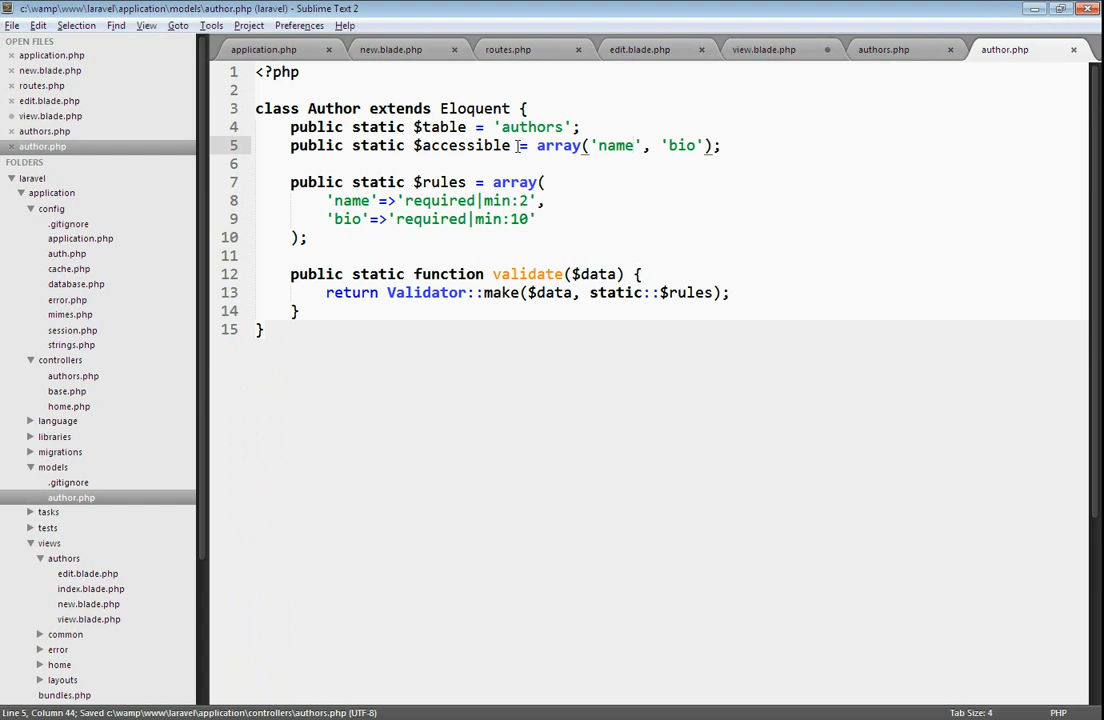 c:\wamp\www\laravel\application\models\author.php (laravel) - Sublime Text 2
File Edit Selection Find View Goto Tools Project Preferences Help
OPEN FILES
application.php
new.blade.php
routes.php
edit.blade.php
view.blade.php
authors.php
author.php
FOLDERS
laravel
application
config
.gitignore
application.php
auth.php
cache.php
database.php
error.php
mimes.php
session.php
strings.php
controllers
authors.php
base.php
home.php
language
libraries
migrations
models
.gitignore
author.php
tasks
tests
views
authors
edit.blade.php
index.blade.php
new.blade.php
view.blade.php
common
error
home
layouts
bundles.php
application.php new.blade.php routes.php edit.blade.php view.blade.php authors.php author.php
1 <?php
2
3 class Author extends Eloquent {
4 public static $table = 'authors';
5 public static $accessible = array('name', 'bio');
6
7 public static $rules = array(
8 'name'=>'required|min:2',
9 'bio'=>'required|min:10'
10 );
11
12 public static function validate($data) {
13 return Validator::make($data, static::$rules);
14 }
15 }
Line 5, Column 44; Saved c:\wamp\www\laravel\application\controllers\authors.php (UTF-8) Tab Size: 4 PHP